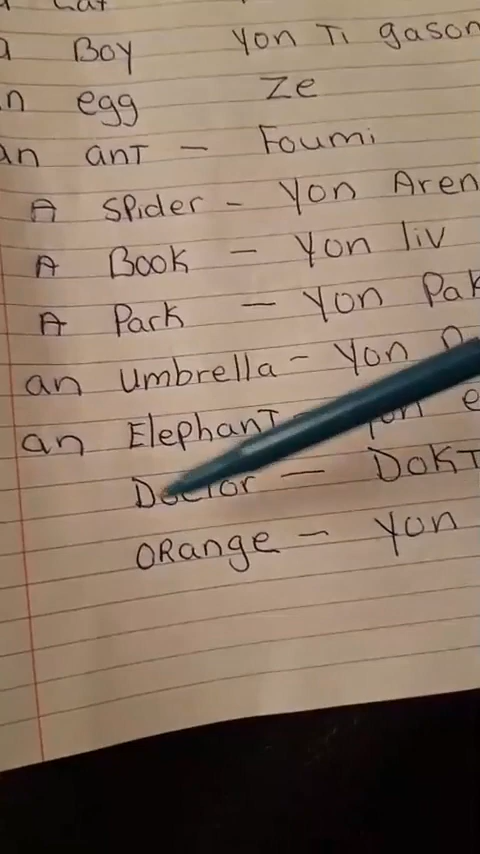 Boy Yon Ti gason
egg Ze
an anT - Foumi
A Spider - Yon Aren
A Book - Yon liv
A Park - Yon Pak
an umbrella - Yon
an ElephanT - Yon e
Doctor - DokT
ORange - Yon